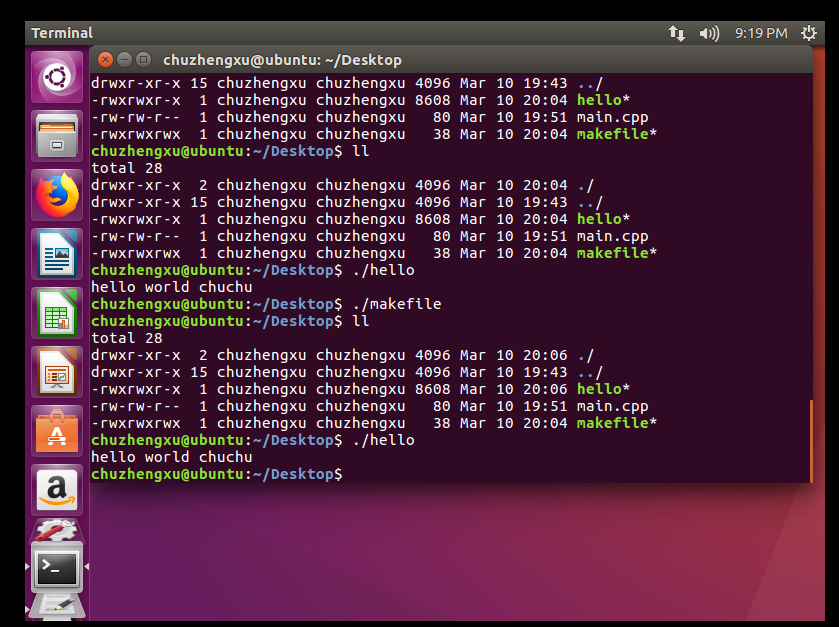 Terminal 9:19 PM
chuzhengxu@ubuntu: ~/Desktop
drwxr-xr-x 15 chuzhengxu chuzhengxu 4096 Mar 10 19:43 ../
-rwxrwxr-x  1 chuzhengxu chuzhengxu 8608 Mar 10 20:04 hello*
-rw-rw-r--  1 chuzhengxu chuzhengxu   80 Mar 10 19:51 main.cpp
-rwxrwxrwx  1 chuzhengxu chuzhengxu   38 Mar 10 20:04 makefile*
chuzhengxu@ubuntu:~/Desktop$ ll
total 28
drwxr-xr-x  2 chuzhengxu chuzhengxu 4096 Mar 10 20:04 ./
drwxr-xr-x 15 chuzhengxu chuzhengxu 4096 Mar 10 19:43 ../
-rwxrwxr-x  1 chuzhengxu chuzhengxu 8608 Mar 10 20:04 hello*
-rw-rw-r--  1 chuzhengxu chuzhengxu   80 Mar 10 19:51 main.cpp
-rwxrwxrwx  1 chuzhengxu chuzhengxu   38 Mar 10 20:04 makefile*
chuzhengxu@ubuntu:~/Desktop$ ./hello
hello world chuchu
chuzhengxu@ubuntu:~/Desktop$ ./makefile
chuzhengxu@ubuntu:~/Desktop$ ll
total 28
drwxr-xr-x  2 chuzhengxu chuzhengxu 4096 Mar 10 20:06 ./
drwxr-xr-x 15 chuzhengxu chuzhengxu 4096 Mar 10 19:43 ../
-rwxrwxr-x  1 chuzhengxu chuzhengxu 8608 Mar 10 20:06 hello*
-rw-rw-r--  1 chuzhengxu chuzhengxu   80 Mar 10 19:51 main.cpp
-rwxrwxrwx  1 chuzhengxu chuzhengxu   38 Mar 10 20:04 makefile*
chuzhengxu@ubuntu:~/Desktop$ ./hello
hello world chuchu
chuzhengxu@ubuntu:~/Desktop$